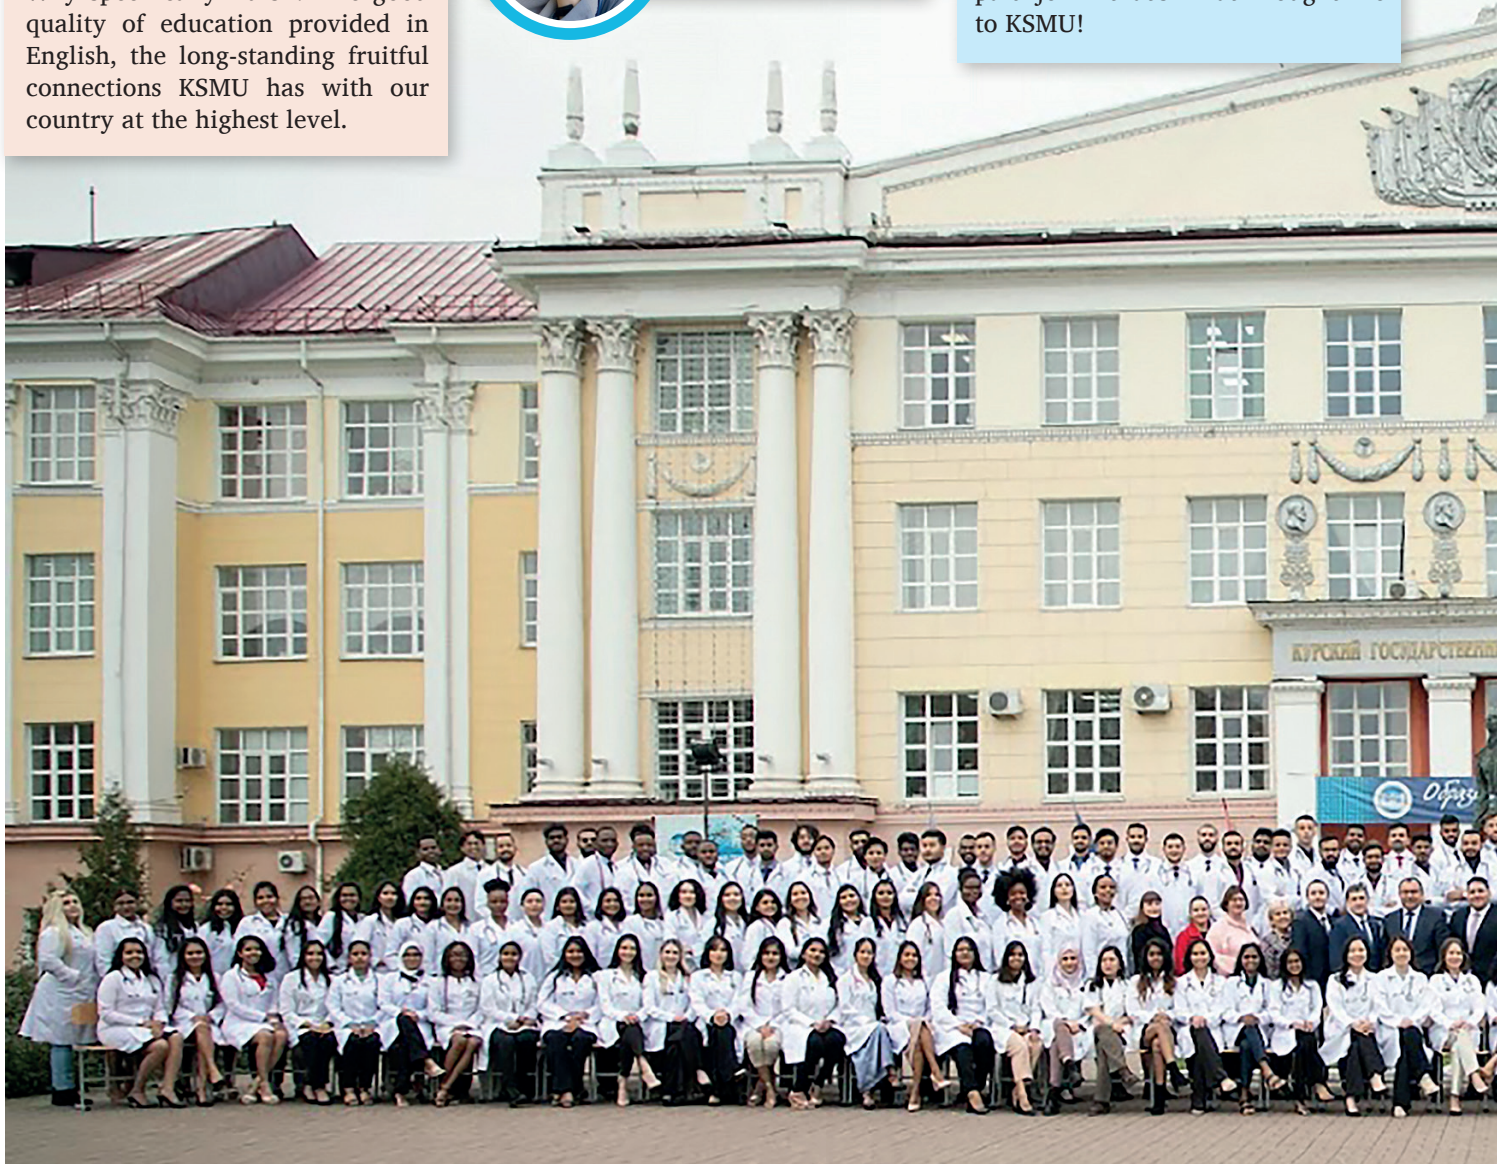 quality of education provided in
English, the long-standing fruitful
connections KSMU has with our
country at the highest level.
to KSMU!
КУРСКИЙ ГОСУДАРСТВЕНН
Образ